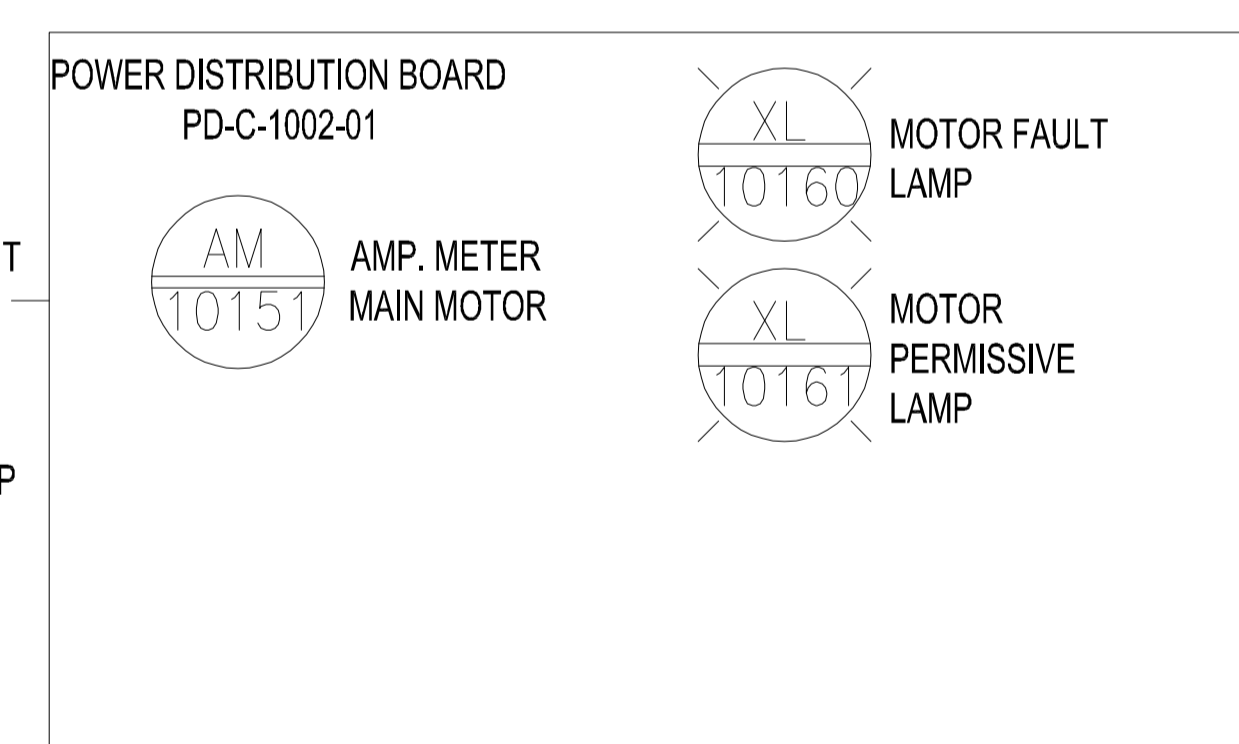 POWER DISTRIBUTION BOARD
PD-C-1002-01
AM
10151
AMP. METER
MAIN MOTOR
XL
10160
MOTOR FAULT
LAMP
XL
10161
MOTOR
PERMISSIVE
LAMP
T
P